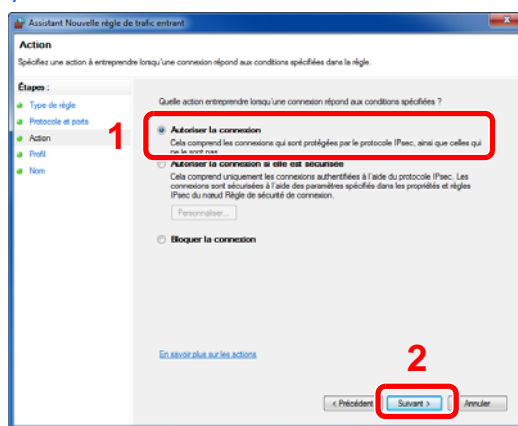 Assistant Nouvelle règle de trafic entrant
Action
Spécifiez une action à entreprendre lorsqu'une connexion répond aux conditions spécifiées dans la règle.
Étapes :
Type de règle
Protocole et ports
Action
Profil
Nom
Quelle action entreprendre lorsqu'une connexion répond aux conditions spécifiées ?
1
Autoriser la connexion
Cela comprend les connexions qui sont protégées par le protocole IPsec, ainsi que celles qui
ne le sont pas.
Autoriser la connexion si elle est sécurisée
Cela comprend uniquement les connexions authentifiées à l'aide du protocole IPsec. Les
connexions sont sécurisées à l'aide des paramètres spécifiés dans les propriétés et règles
IPsec du nœud Règle de sécurité de connexion.
Personnaliser...
Bloquer la connexion
En savoir plus sur les actions
2
< Précédent
Suivant >
Annuler